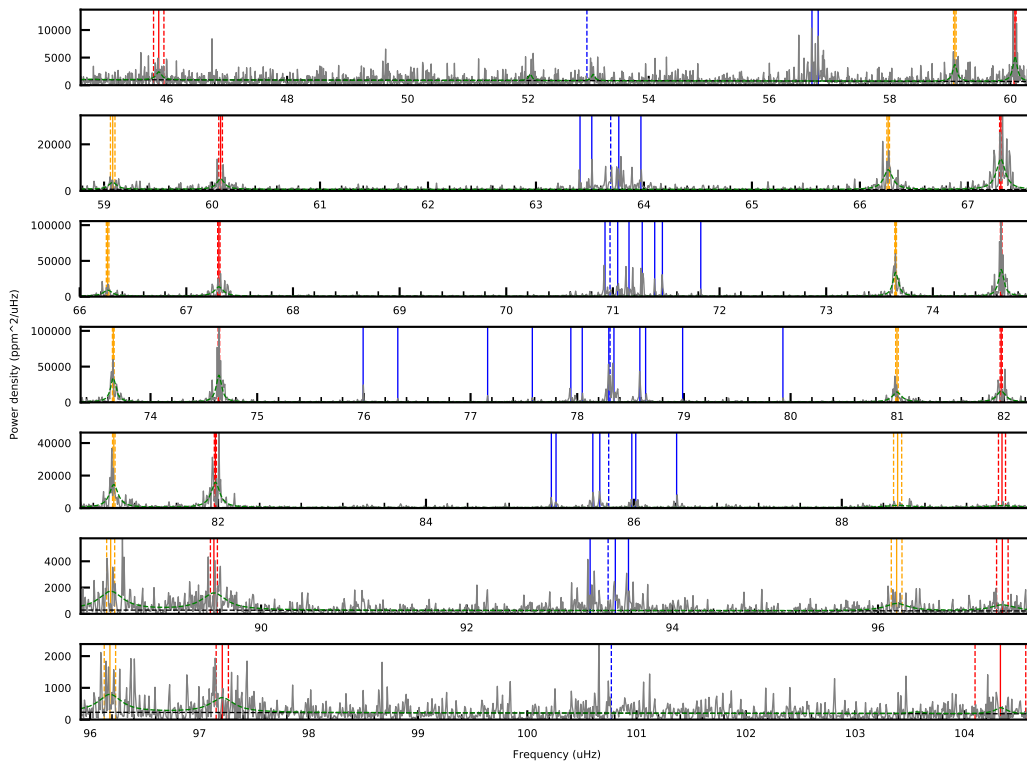 10000
5000
0
46 48 50 52 54 56 58 60
20000
0
59 60 61 62 63 64 65 66 67
100000
50000
0
66 67 68 69 70 71 72 73 74
100000
50000
0
74 75 76 77 78 79 80 81 82
40000
20000
0
82 84 86 88
4000
2000
0
90 92 94 96
2000
1000
0
96 97 98 99 100 101 102 103 104
Power density (ppm^2/uHz)
Frequency (uHz)